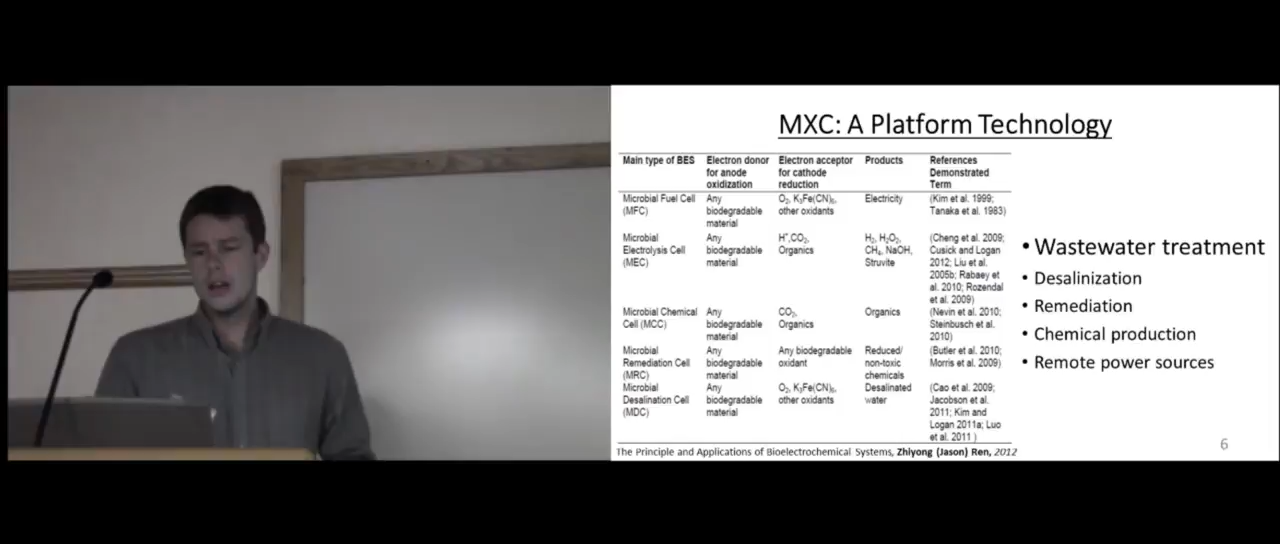 MXC: A Platform Technology
Main type of BES Electron donor for anode oxidization Electron acceptor for cathode reduction Products References Demonstrated Term
Microbial Fuel Cell (MFC) Any biodegradable material O₂, K₃Fe(CN)₆, other oxidants Electricity (Kim et al. 1999; Tanaka et al. 1983)
Microbial Electrolysis Cell (MEC) Any biodegradable material H⁺,CO₂, Organics H₂, H₂O₂, CH₄, NaOH, Struvite (Cheng et al. 2009; Cusick and Logan 2012; Liu et al. 2005b; Rabaey et al. 2010; Rozendal et al. 2009)
Microbial Chemical Cell (MCC) Any biodegradable material CO₂, Organics Organics (Nevin et al. 2010; Steinbusch et al. 2010)
Microbial Remediation Cell (MRC) Any biodegradable material Any biodegradable oxidant Reduced/ non-toxic chemicals (Butler et al. 2010; Morris et al. 2009)
Microbial Desalination Cell (MDC) Any biodegradable material O₂, K₃Fe(CN)₆, other oxidants Desalinated water (Cao et al. 2009; Jacobson et al. 2011; Kim and Logan 2011a; Luo et al. 2011 )
The Principle and Applications of Bioelectrochemical Systems, Zhiyong (Jason) Ren, 2012
• Wastewater treatment
• Desalinization
• Remediation
• Chemical production
• Remote power sources
6